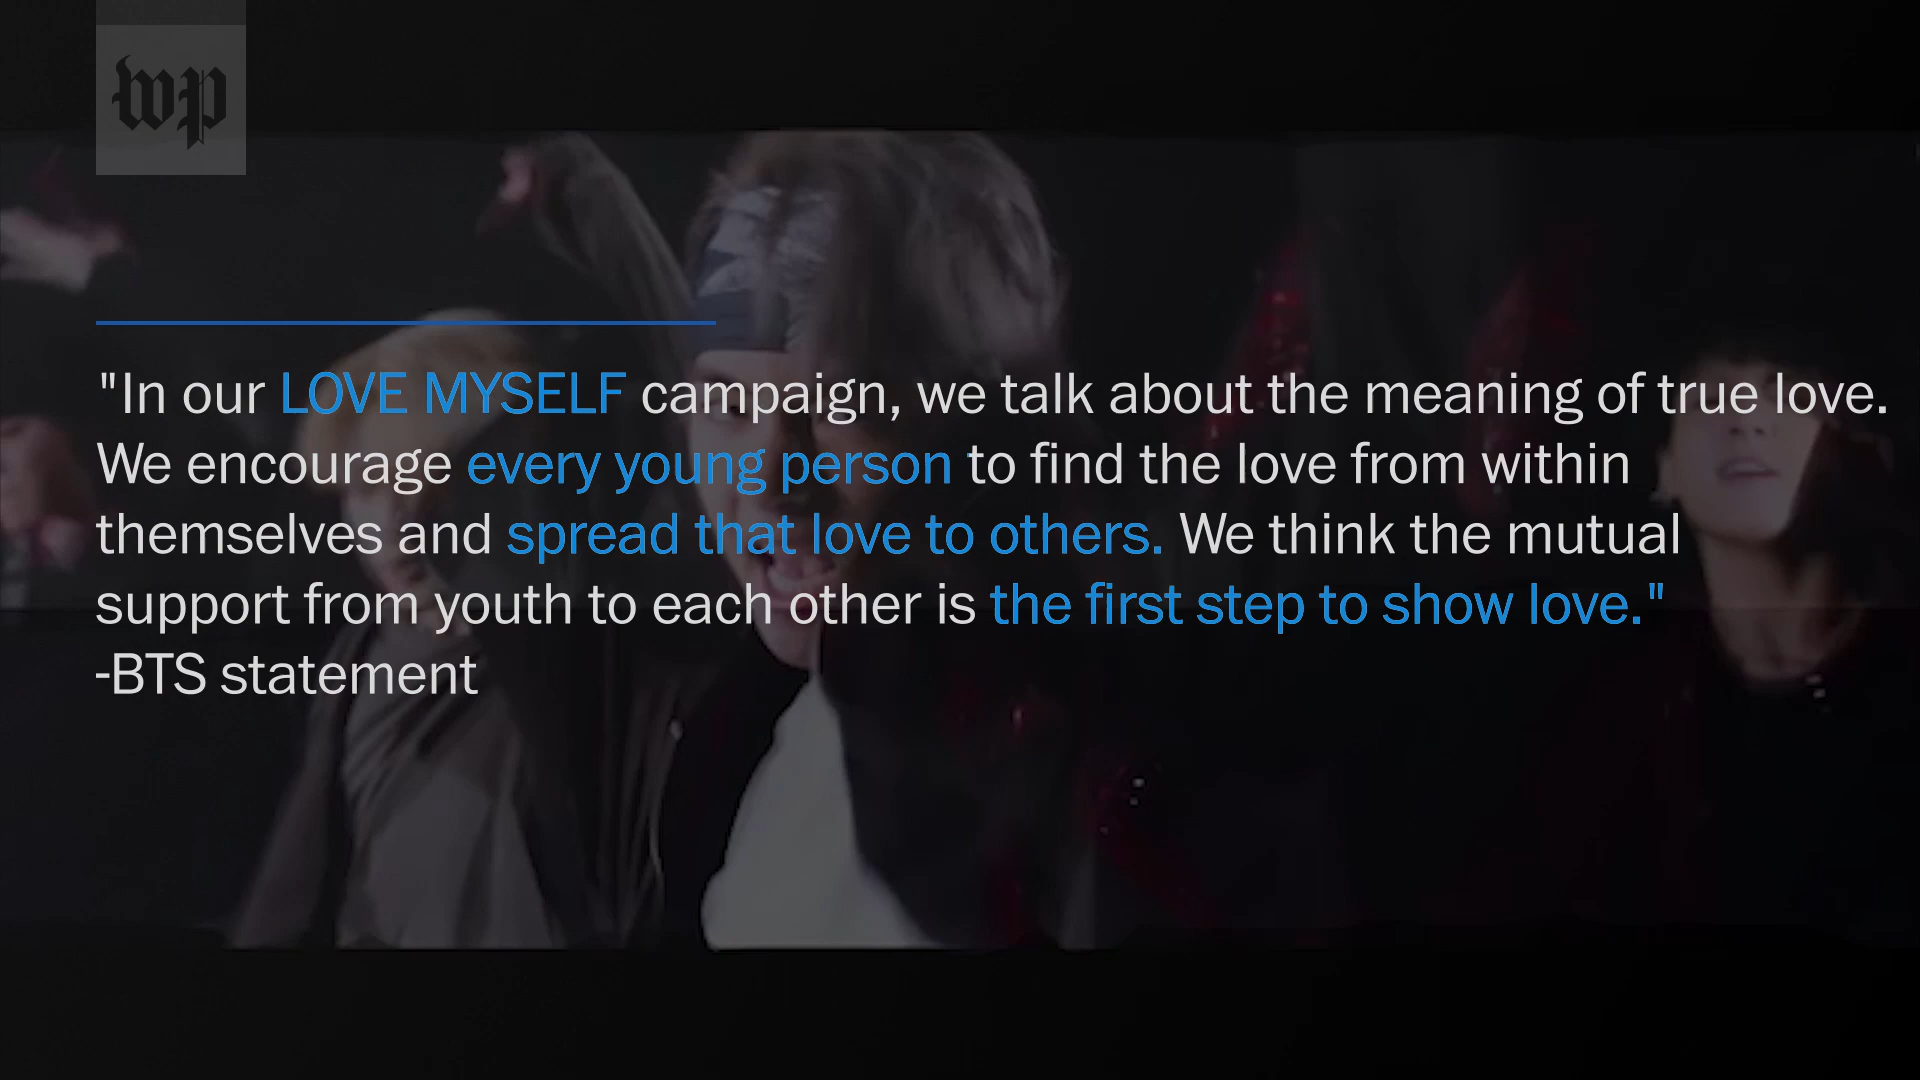 wp
"In our LOVE MYSELF campaign, we talk about the meaning of true love.
We encourage every young person to find the love from within
themselves and spread that love to others. We think the mutual
support from youth to each other is the first step to show love."
-BTS statement